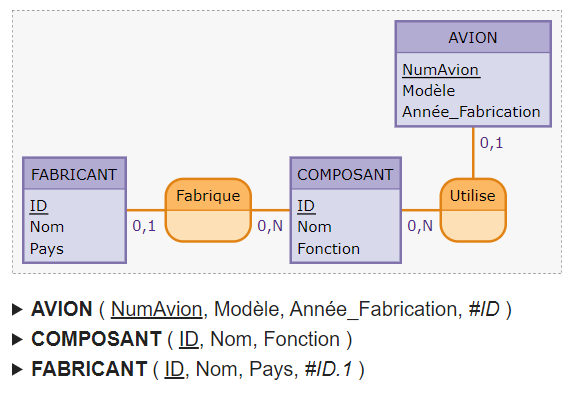 AVION
NumAvion
Modèle
Année_Fabrication
0,1
FABRICANT
ID
Nom
Pays
0,1
Fabrique
0,N
COMPOSANT
ID
Nom
Fonction
0,N
Utilise
▶ AVION ( NumAvion, Modèle, Année_Fabrication, #ID )
▶ COMPOSANT ( ID, Nom, Fonction )
▶ FABRICANT ( ID, Nom, Pays, #ID.1 )